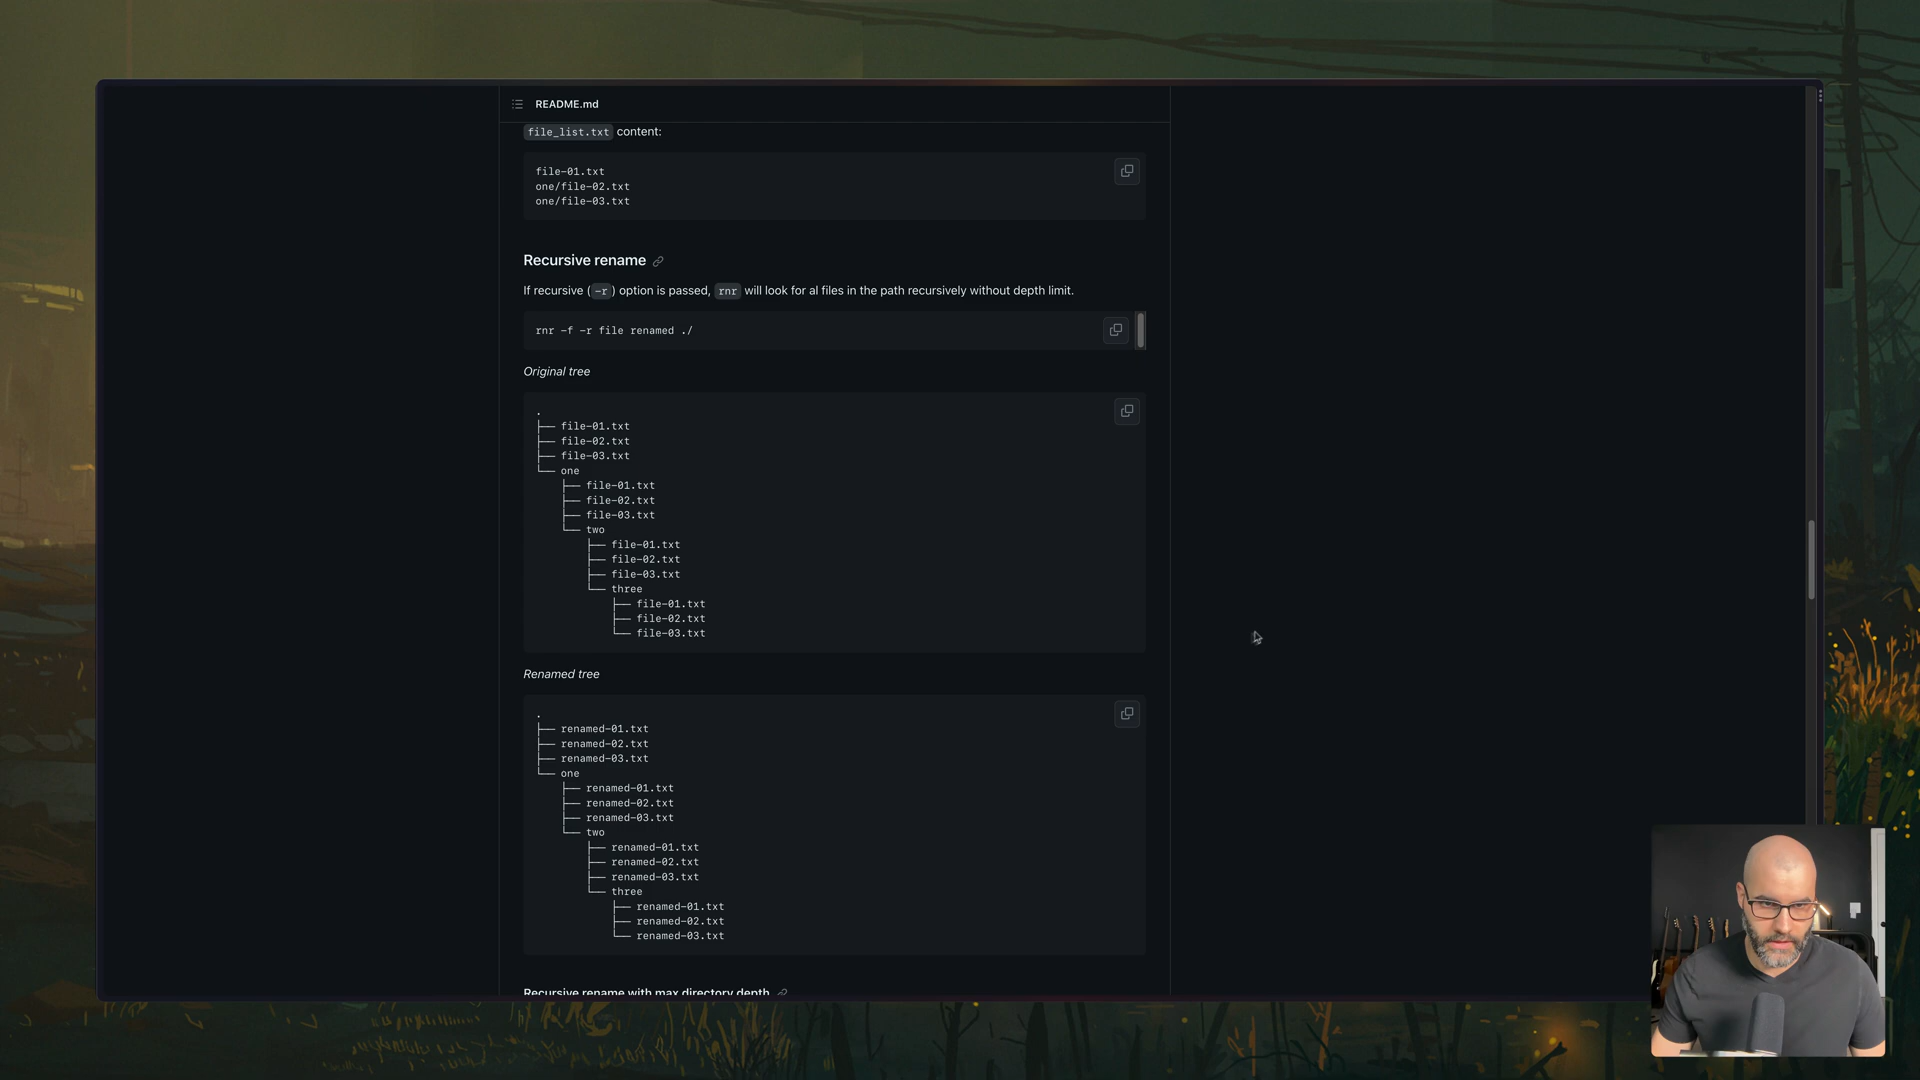 README.md
file_list.txt content:
file-01.txt
one/file-02.txt
one/file-03.txt
Recursive rename
If recursive (-r) option is passed, rnr will look for al files in the path recursively without depth limit.
rnr -f -r file renamed ./
Original tree
.
├── file-01.txt
├── file-02.txt
├── file-03.txt
└── one
    ├── file-01.txt
    ├── file-02.txt
    ├── file-03.txt
    └── two
        ├── file-01.txt
        ├── file-02.txt
        ├── file-03.txt
        └── three
            ├── file-01.txt
            ├── file-02.txt
            └── file-03.txt
Renamed tree
.
├── renamed-01.txt
├── renamed-02.txt
├── renamed-03.txt
└── one
    ├── renamed-01.txt
    ├── renamed-02.txt
    ├── renamed-03.txt
    └── two
        ├── renamed-01.txt
        ├── renamed-02.txt
        ├── renamed-03.txt
        └── three
            ├── renamed-01.txt
            ├── renamed-02.txt
            └── renamed-03.txt
Recursive rename with max directory depth